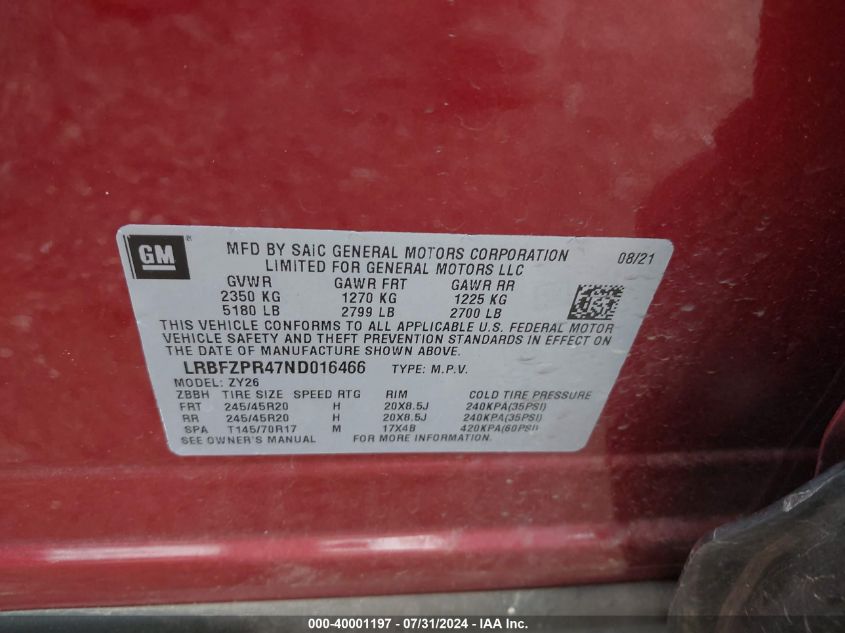 GM
MFD BY SAIC GENERAL MOTORS CORPORATION 08/21
LIMITED FOR GENERAL MOTORS LLC
GVWR GAWR FRT GAWR RR
2350 KG 1270 KG 1225 KG
5180 LB 2799 LB 2700 LB
THIS VEHICLE CONFORMS TO ALL APPLICABLE U.S. FEDERAL MOTOR
VEHICLE SAFETY AND THEFT PREVENTION STANDARDS IN EFFECT ON
THE DATE OF MANUFACTURE SHOWN ABOVE.
LRBFZPR47ND016466 TYPE: M.P.V.
MODEL: ZY26
ZBBH TIRE SIZE SPEED RTG RIM COLD TIRE PRESSURE
FRT 245/45R20 H 20X8.5J 240KPA(35PSI)
RR 245/45R20 H 20X8.5J 240KPA(35PSI)
SPA T145/70R17 M 17X4B 420KPA(60PSI)
SEE OWNER'S MANUAL FOR MORE INFORMATION.
000-40001197 - 07/31/2024 - IAAI INC.